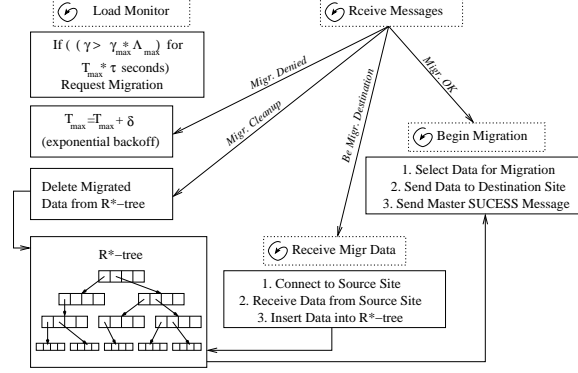 Load Monitor
Rceive Messages
If( (γ> γmax* Λmax) for
Tmax* τ seconds)
Request Migration
Migr. Denied
Migr. Cleanup
Be Migr. Destination
Migr. OK
Tmax=Tmax+ δ
(exponential backoff)
Begin Migration
1. Select Data for Migration
2. Send Data to Destination Site
3. Send Master SUCESS Message
Delete Migrated
Data from R*-tree
R*-tree
Receive Migr Data
1. Connect to Source Site
2. Receive Data from Source Site
3. Insert Data into R*-tree